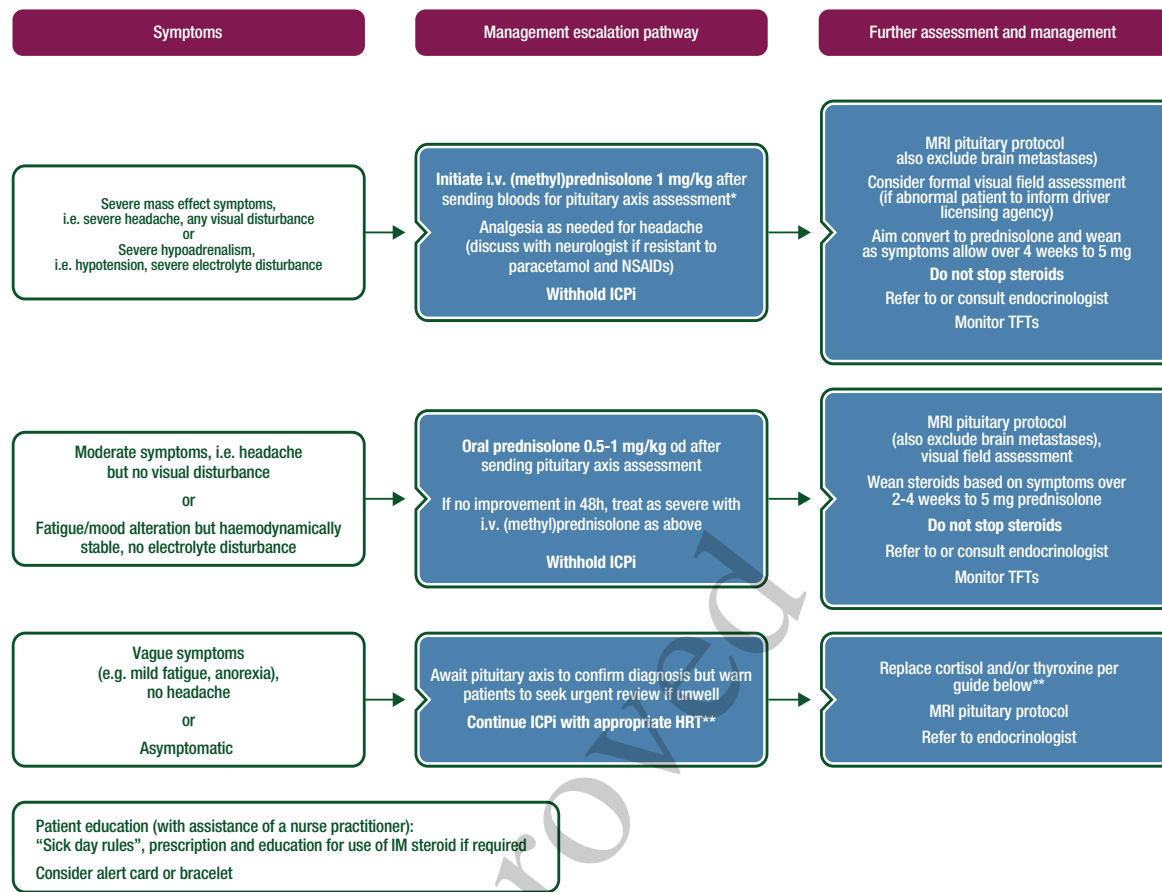 Symptoms
Management escalation pathway
Further assessment and management
Severe mass effect symptoms,
i.e. severe headache, any visual disturbance
or
Severe hypoadrenalism,
i.e. hypotension, severe electrolyte disturbance
Initiate i.v. (methyl)prednisolone 1 mg/kg after
sending bloods for pituitary axis assessment*
Analgesia as needed for headache
(discuss with neurologist if resistant to
paracetamol and NSAIDs)
Withhold ICPi
MRI pituitary protocol
also exclude brain metastases)
Consider formal visual field assessment
(if abnormal patient to inform driver
licensing agency)
Aim convert to prednisolone and wean
as symptoms allow over 4 weeks to 5 mg
Do not stop steroids
Refer to or consult endocrinologist
Monitor TFTs
Moderate symptoms, i.e. headache
but no visual disturbance
or
Fatigue/mood alteration but haemodynamically
stable, no electrolyte disturbance
Oral prednisolone 0.5-1 mg/kg od after
sending pituitary axis assessment
If no improvement in 48h, treat as severe with
i.v. (methyl)prednisolone as above
Withhold ICPi
MRI pituitary protocol
(also exclude brain metastases),
visual field assessment
Wean steroids based on symptoms over
2-4 weeks to 5 mg prednisolone
Do not stop steroids
Refer to or consult endocrinologist
Monitor TFTs
Vague symptoms
(e.g. mild fatigue, anorexia),
no headache
or
Asymptomatic
Await pituitary axis to confirm diagnosis but warn
patients to seek urgent review if unwell
Continue ICPi with appropriate HRT**
Replace cortisol and/or thyroxine per
guide below**
MRI pituitary protocol
Refer to endocrinologist
Patient education (with assistance of a nurse practitioner):
“Sick day rules”, prescription and education for use of IM steroid if required
Consider alert card or bracelet
roved